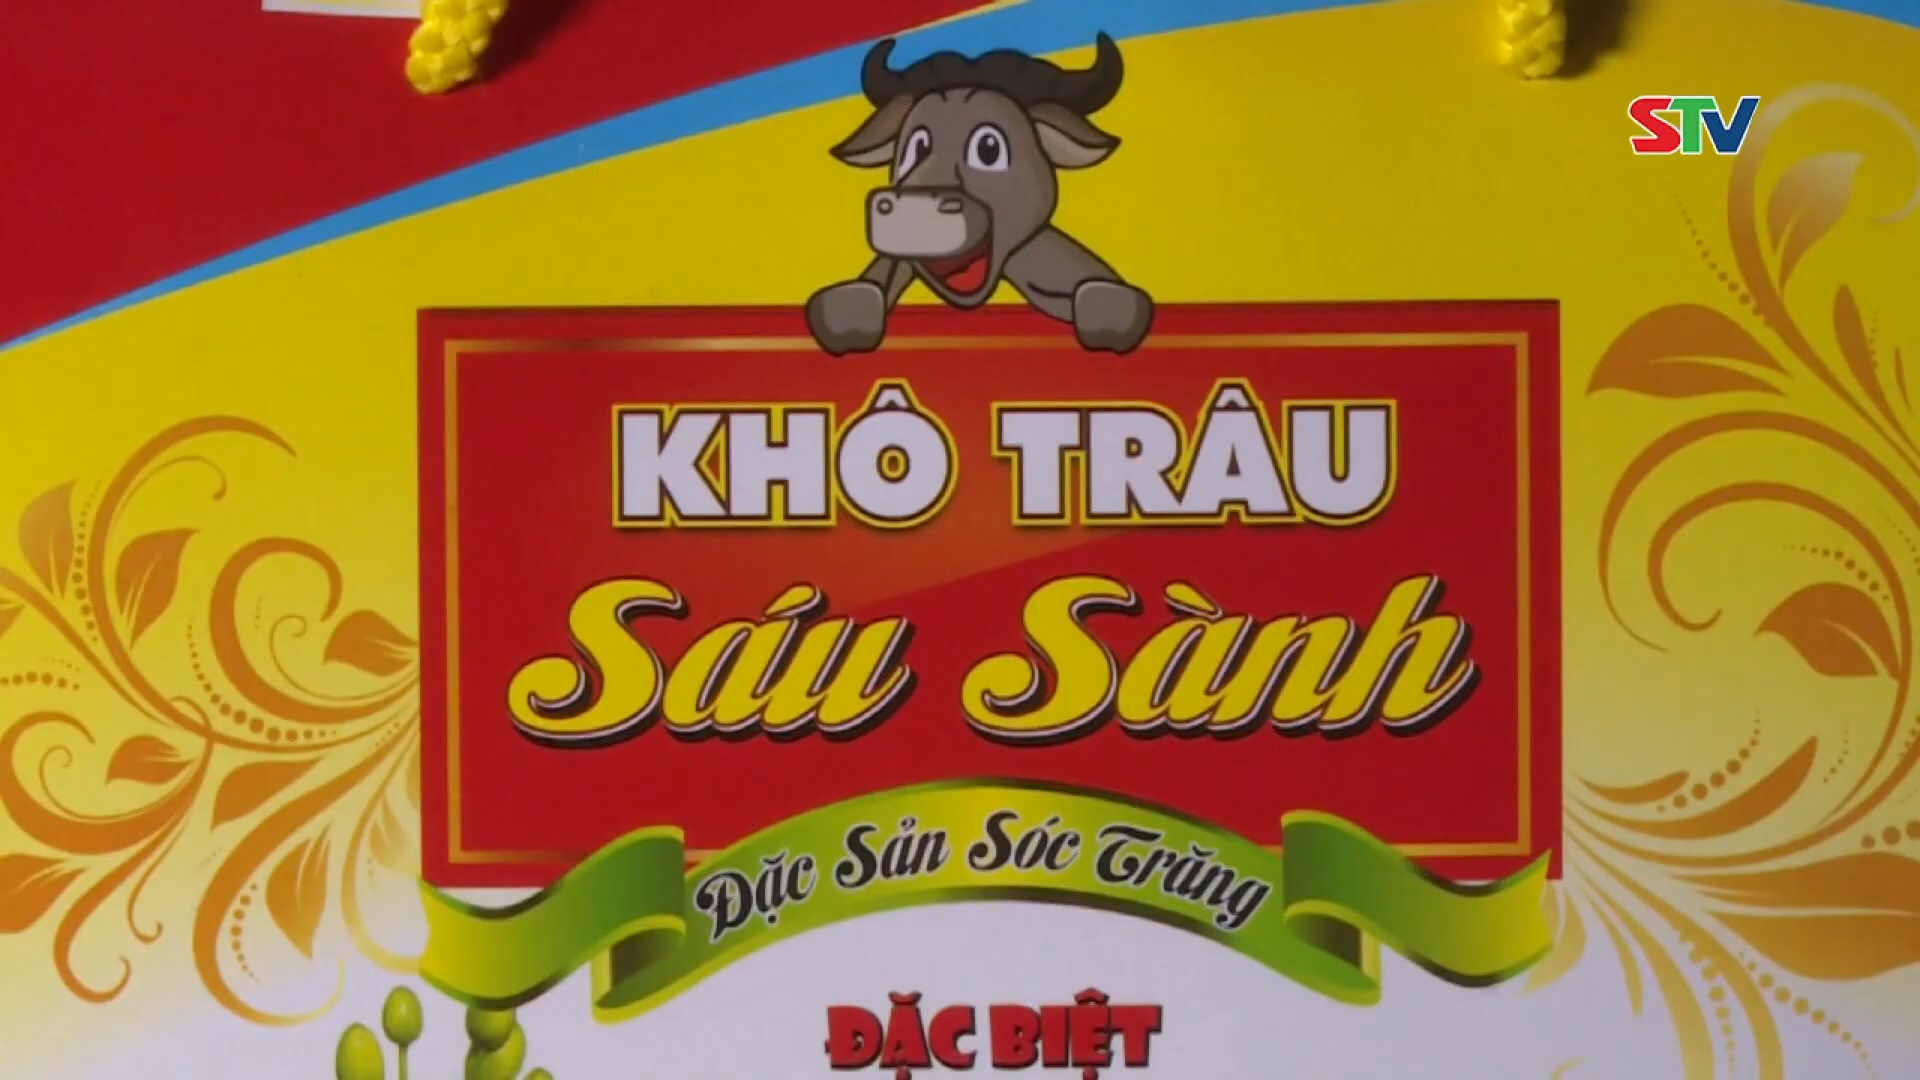 STV
KHÔ TRÂU
Sáu Sành
Đặc Sản Sóc Trăng
ĐẶC BIỆT